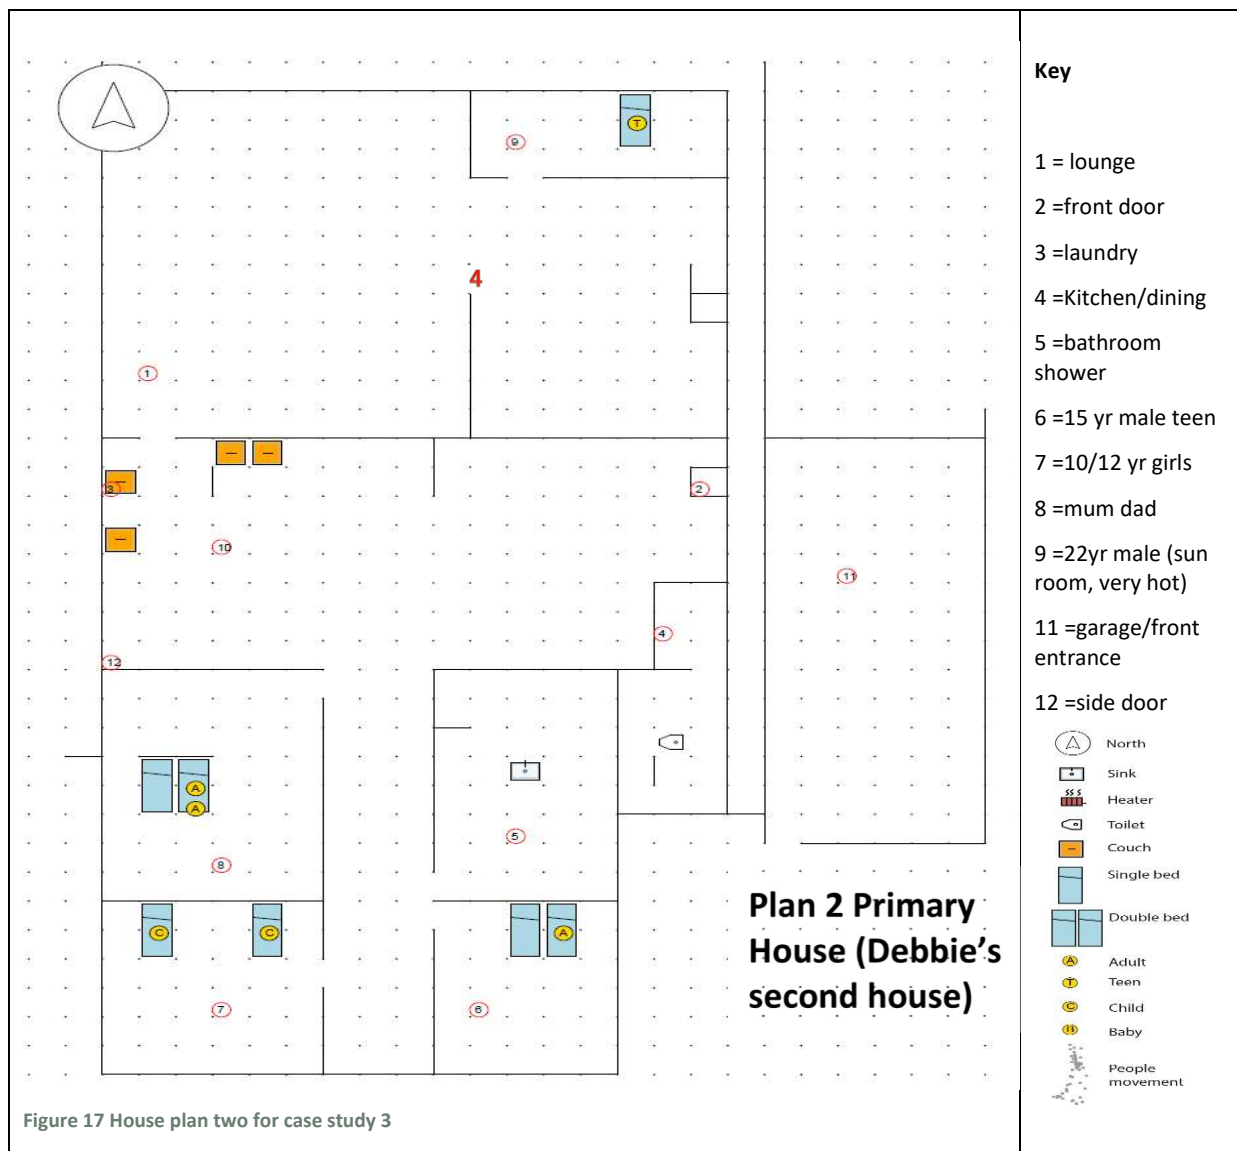 9
T
4
1
3
2
10
11
4
12
A
A
5
8
C
C
A
7
6
Plan 2 Primary
House (Debbie's
second house)
Figure 17 House plan two for case study 3
Key
1 = lounge
2 =front door
3 =laundry
4 =Kitchen/dining
5 =bathroom
shower
6 =15 yr male teen
7 =10/12 yr girls
8 =mum dad
9 =22yr male (sun
room, very hot)
11 =garage/front
entrance
12 =side door
North
Sink
Heater
Toilet
Couch
Single bed
Double bed
A Adult
T Teen
C Child
B Baby
People
movement